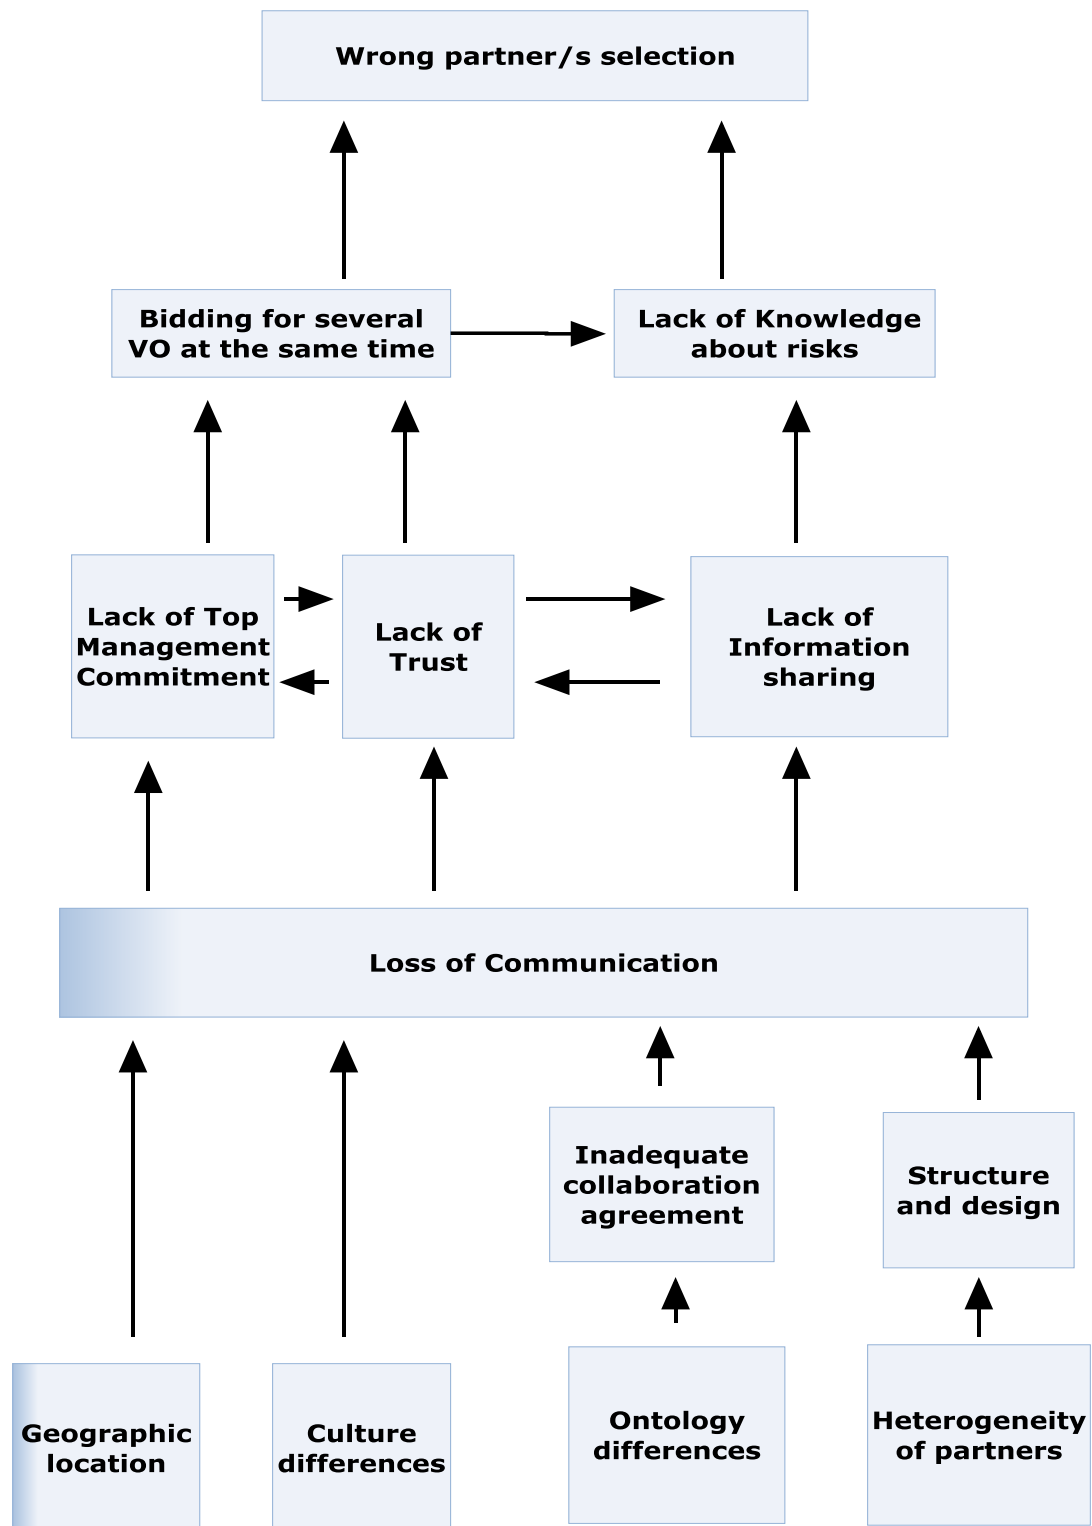 Wrong partner/s selection
Bidding for several
VO at the same time
Lack of Knowledge
about risks
Lack of Top
Management
Commitment
Lack of
Trust
Lack of
Information
sharing
Loss of Communication
Inadequate
collaboration
agreement
Structure
and design
Geographic
location
Culture
differences
Ontology
differences
Heterogeneity
of partners